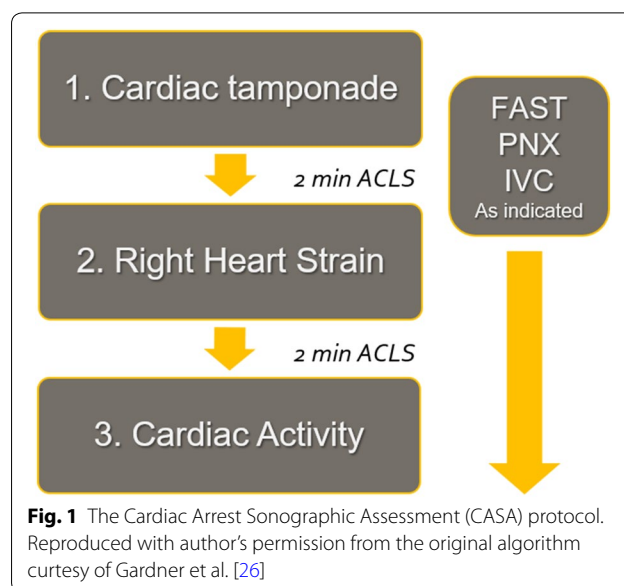 1. Cardiac tamponade
2 min ACLS
2. Right Heart Strain
2 min ACLS
3. Cardiac Activity
FAST
PNX
IVC
As indicated
Fig. 1 The Cardiac Arrest Sonographic Assessment (CASA) protocol.
Reproduced with author's permission from the original algorithm
curtesy of Gardner et al. [26]